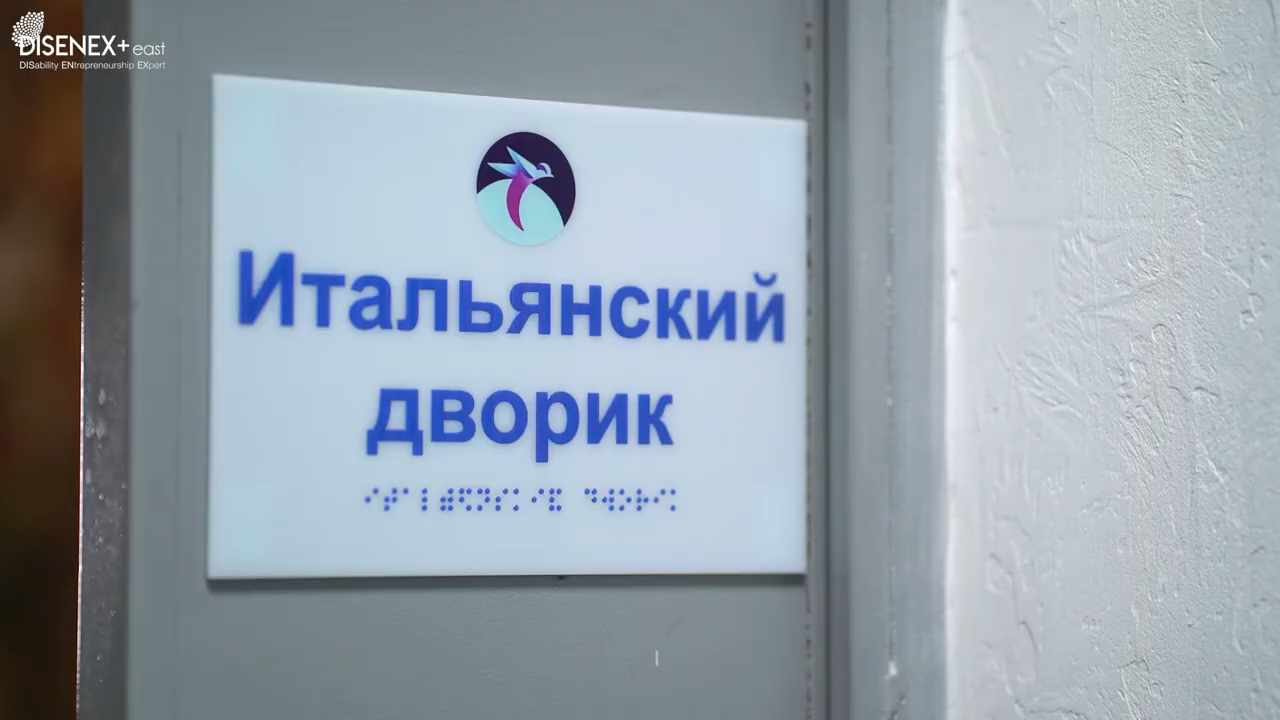 DISENEX+ east
DISability ENtrepreneurship EXpert
Итальянский
дворик
⠊⠞⠁⠇⠾⠫⠝⠎⠅⠊⠯ ⠙⠺⠕⠗⠊⠅